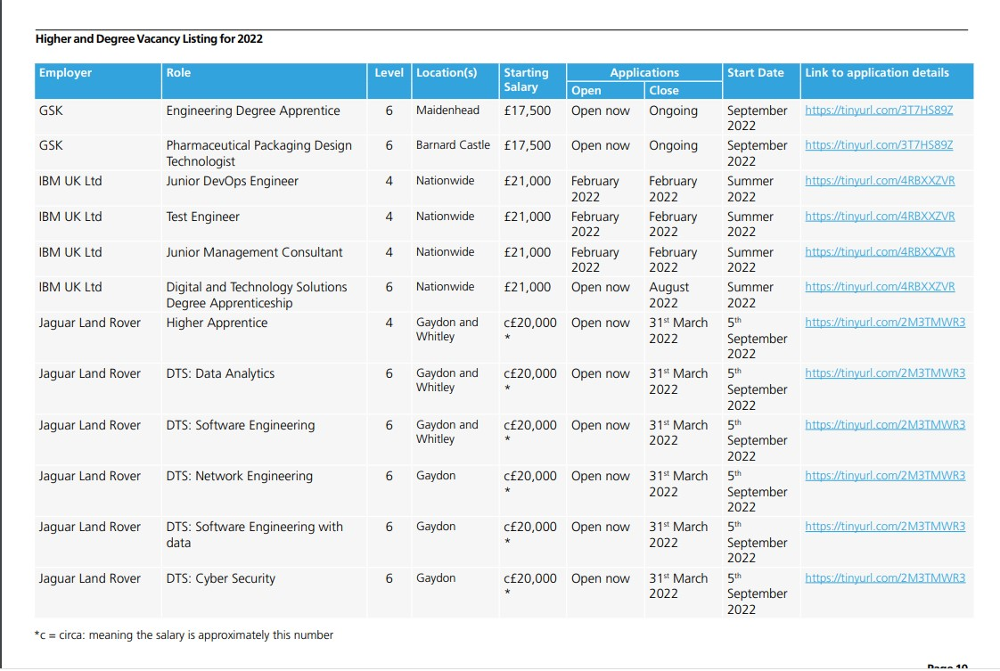 Higher and Degree Vacancy Listing for 2022
Employer Role Level Location(s) Starting Salary Applications Open Close Start Date Link to application details
GSK Engineering Degree Apprentice 6 Maidenhead £17,500 Open now Ongoing September 2022 https://tinyurl.com/3T7HS89Z
GSK Pharmaceutical Packaging Design Technologist 6 Barnard Castle £17,500 Open now Ongoing September 2022 https://tinyurl.com/3T7HS89Z
IBM UK Ltd Junior DevOps Engineer 4 Nationwide £21,000 February 2022 February 2022 Summer 2022 https://tinyurl.com/4RBXXZVR
IBM UK Ltd Test Engineer 4 Nationwide £21,000 February 2022 February 2022 Summer 2022 https://tinyurl.com/4RBXXZVR
IBM UK Ltd Junior Management Consultant 4 Nationwide £21,000 February 2022 February 2022 Summer 2022 https://tinyurl.com/4RBXXZVR
IBM UK Ltd Digital and Technology Solutions Degree Apprenticeship 6 Nationwide £21,000 Open now August 2022 Summer 2022 https://tinyurl.com/4RBXXZVR
Jaguar Land Rover Higher Apprentice 4 Gaydon and Whitley c£20,000 * Open now 31st March 2022 5th September 2022 https://tinyurl.com/2M3TMWR3
Jaguar Land Rover DTS: Data Analytics 6 Gaydon and Whitley c£20,000 * Open now 31st March 2022 5th September 2022 https://tinyurl.com/2M3TMWR3
Jaguar Land Rover DTS: Software Engineering 6 Gaydon and Whitley c£20,000 * Open now 31st March 2022 5th September 2022 https://tinyurl.com/2M3TMWR3
Jaguar Land Rover DTS: Network Engineering 6 Gaydon c£20,000 * Open now 31st March 2022 5th September 2022 https://tinyurl.com/2M3TMWR3
Jaguar Land Rover DTS: Software Engineering with data 6 Gaydon c£20,000 * Open now 31st March 2022 5th September 2022 https://tinyurl.com/2M3TMWR3
Jaguar Land Rover DTS: Cyber Security 6 Gaydon c£20,000 * Open now 31st March 2022 5th September 2022 https://tinyurl.com/2M3TMWR3
*c = circa: meaning the salary is approximately this number
Page 10